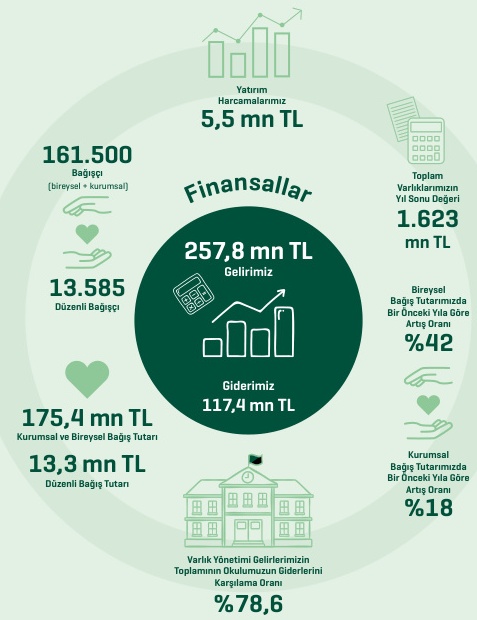 Yatırım
Harcamalarımız
5,5 mn TL
161.500
Bağışçı
(bireysel + kurumsal)
13.585
Düzenli Bağışçı
Finansallar
257,8 mn TL
Gelirimiz
Giderimiz
117,4 mn TL
Toplam
Varlıklarımızın
Yıl Sonu Değeri
1.623
mn TL
Bireysel
Bağış Tutarımızda
Bir Önceki Yıla Göre
Artış Oranı
%42
175,4 mn TL
Kurumsal ve Bireysel Bağış Tutarı
13,3 mn TL
Düzenli Bağış Tutarı
Kurumsal
Bağış Tutarımızda
Bir Önceki Yıla Göre
Artış Oranı
%18
Varlık Yönetimi Gelirlerimizin
Toplamının Okulumuzun Giderlerini
Karşılama Oranı
%78,6